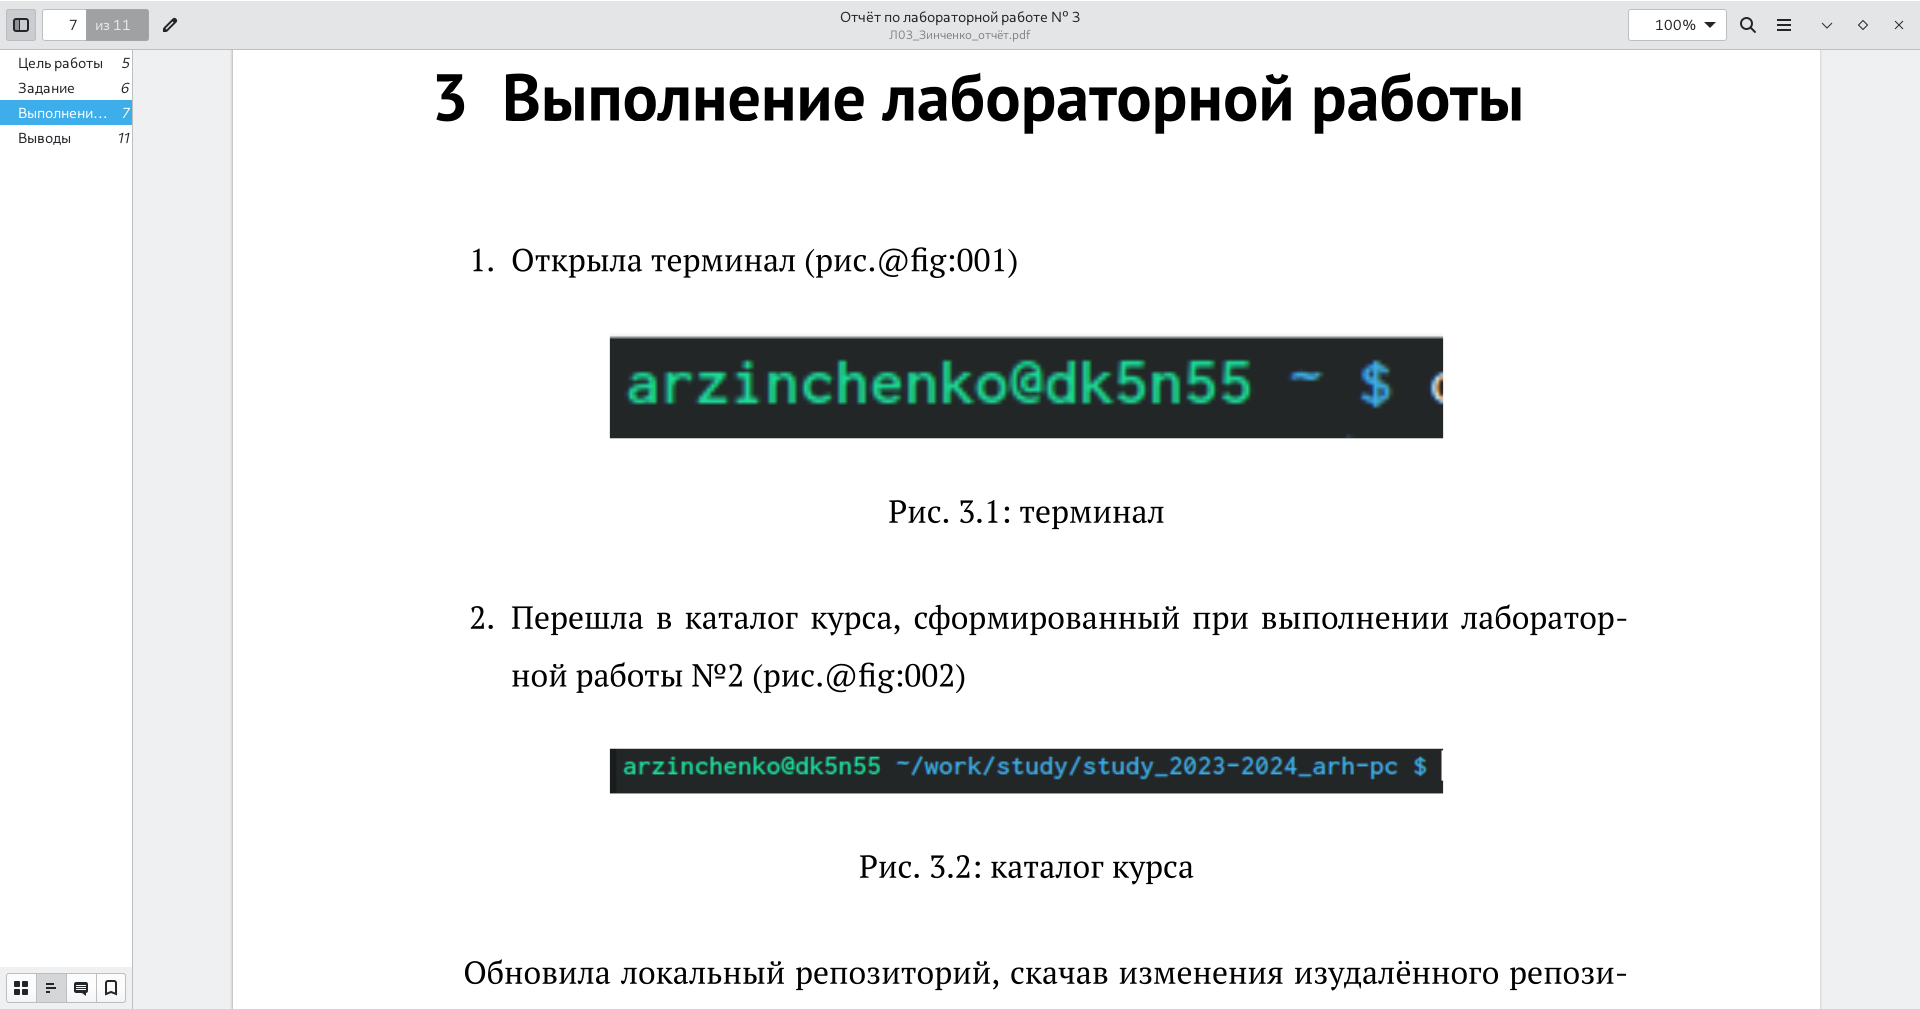 7 из 11
Отчёт по лабораторной работе № 3
Л03_Зинченко_отчёт.pdf
100%
Цель работы 5
Задание 6
Выполнени... 7
Выводы 11
3 Выполнение лабораторной работы
1. Открыла терминал (рис.@fig:001)
arzinchenko@dk5n55 ~ $
Рис. 3.1: терминал
2. Перешла в каталог курса, сформированный при выполнении лаборатор-
ной работы №2 (рис.@fig:002)
arzinchenko@dk5n55 ~/work/study/study_2023-2024_arh-pc $
Рис. 3.2: каталог курса
Обновила локальный репозиторий, скачав изменения изудалённого репози-